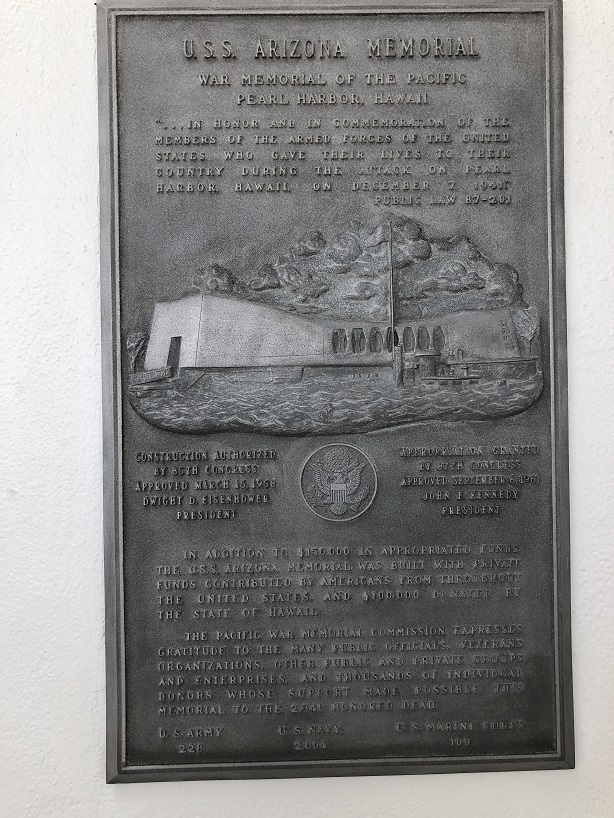 U.S.S. ARIZONA MEMORIAL
WAR MEMORIAL OF THE PACIFIC
PEARL HARBOR, HAWAII
"...IN HONOR AND IN COMMEMORATION OF THE
MEMBERS OF THE ARMED FORCES OF THE UNITED
STATES WHO GAVE THEIR LIVES TO THEIR
COUNTRY DURING THE ATTACK ON PEARL
HARBOR, HAWAII, ON DECEMBER 7, 1941"
PUBLIC LAW 87-201
CONSTRUCTION AUTHORIZED
BY 85TH CONGRESS
APPROVED MARCH 15, 1958
DWIGHT D. EISENHOWER
PRESIDENT
APPROPRIATION GRANTED
BY 87TH CONGRESS
APPROVED SEPTEMBER 6, 1961
JOHN F. KENNEDY
PRESIDENT
IN ADDITION TO $150,000 IN APPROPRIATED FUNDS
THE U.S.S. ARIZONA MEMORIAL WAS BUILT WITH PRIVATE
FUNDS CONTRIBUTED BY AMERICANS FROM THROUGHOUT
THE UNITED STATES, AND $100,000 DONATED BY
THE STATE OF HAWAII.
THE PACIFIC WAR MEMORIAL COMMISSION EXPRESSES
GRATITUDE TO THE MANY PUBLIC OFFICIALS, VETERANS
ORGANIZATIONS, OTHER PUBLIC AND PRIVATE GROUPS
AND ENTERPRISES, AND THOUSANDS OF INDIVIDUAL
DONORS WHOSE SUPPORT MADE POSSIBLE THIS
MEMORIAL TO THE 2,341 HONORED DEAD
U.S. ARMY U.S. NAVY U.S. MARINE CORPS
228 2,004 109